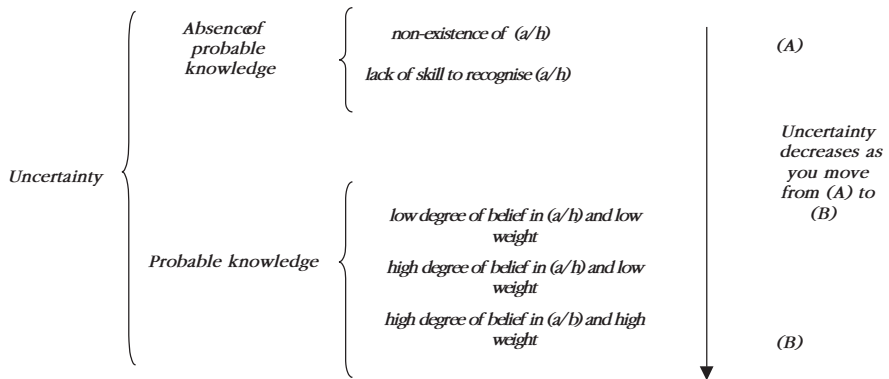 Absence of
probable
knowledge
non-existence of (a/h)
lack of skill to recognise (a/h)
(A)
Uncertainty
Uncertainty
decreases as
you move
from (A) to
(B)
Probable knowledge
low degree of belief in (a/h) and low
weight
high degree of belief in (a/h) and low
weight
high degree of belief in (a/b) and high
weight
(B)